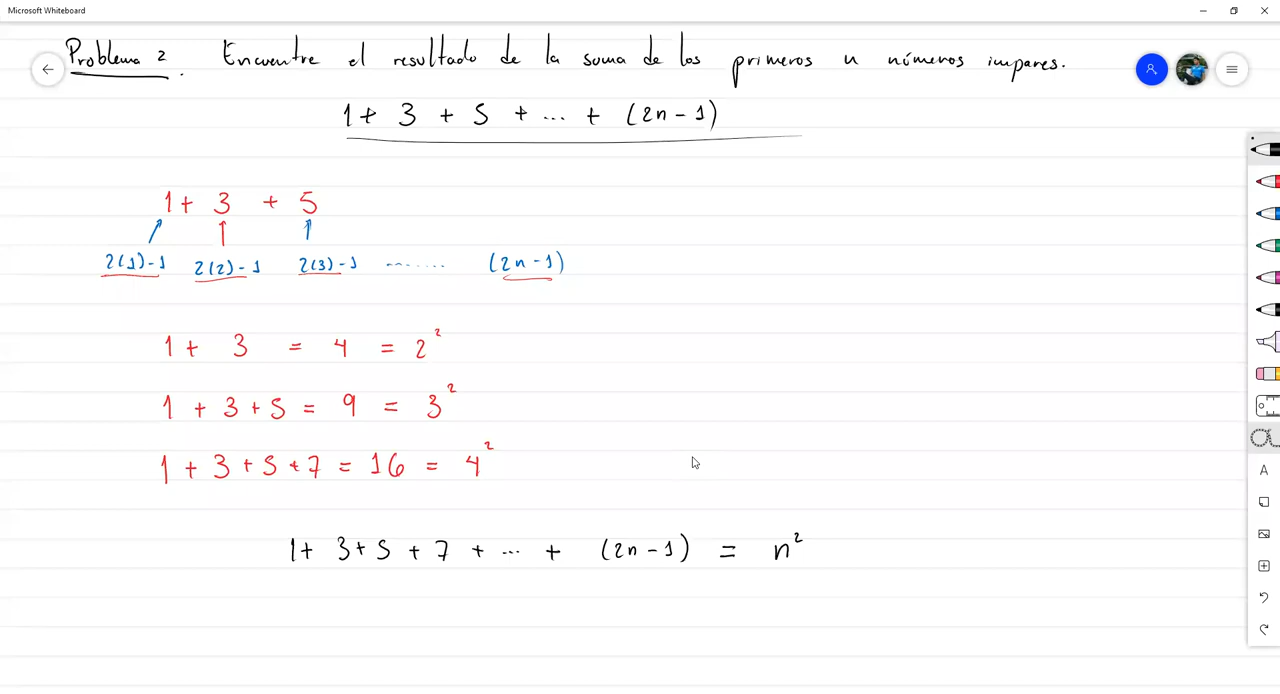 Microsoft Whiteboard
Problema 2. Encuentre el resultado de la suma de los primeros n números impares.
1 + 3 + 5 + ... + (2n - 1)
1 + 3 + 5
2(1)-1 2(2)-1 2(3)-1 ........ (2n-1)
1 + 3 = 4 = 2²
1 + 3 + 5 = 9 = 3²
1 + 3 + 5 + 7 = 16 = 4²
1 + 3 + 5 + 7 + ... + (2n-1) = n²
A